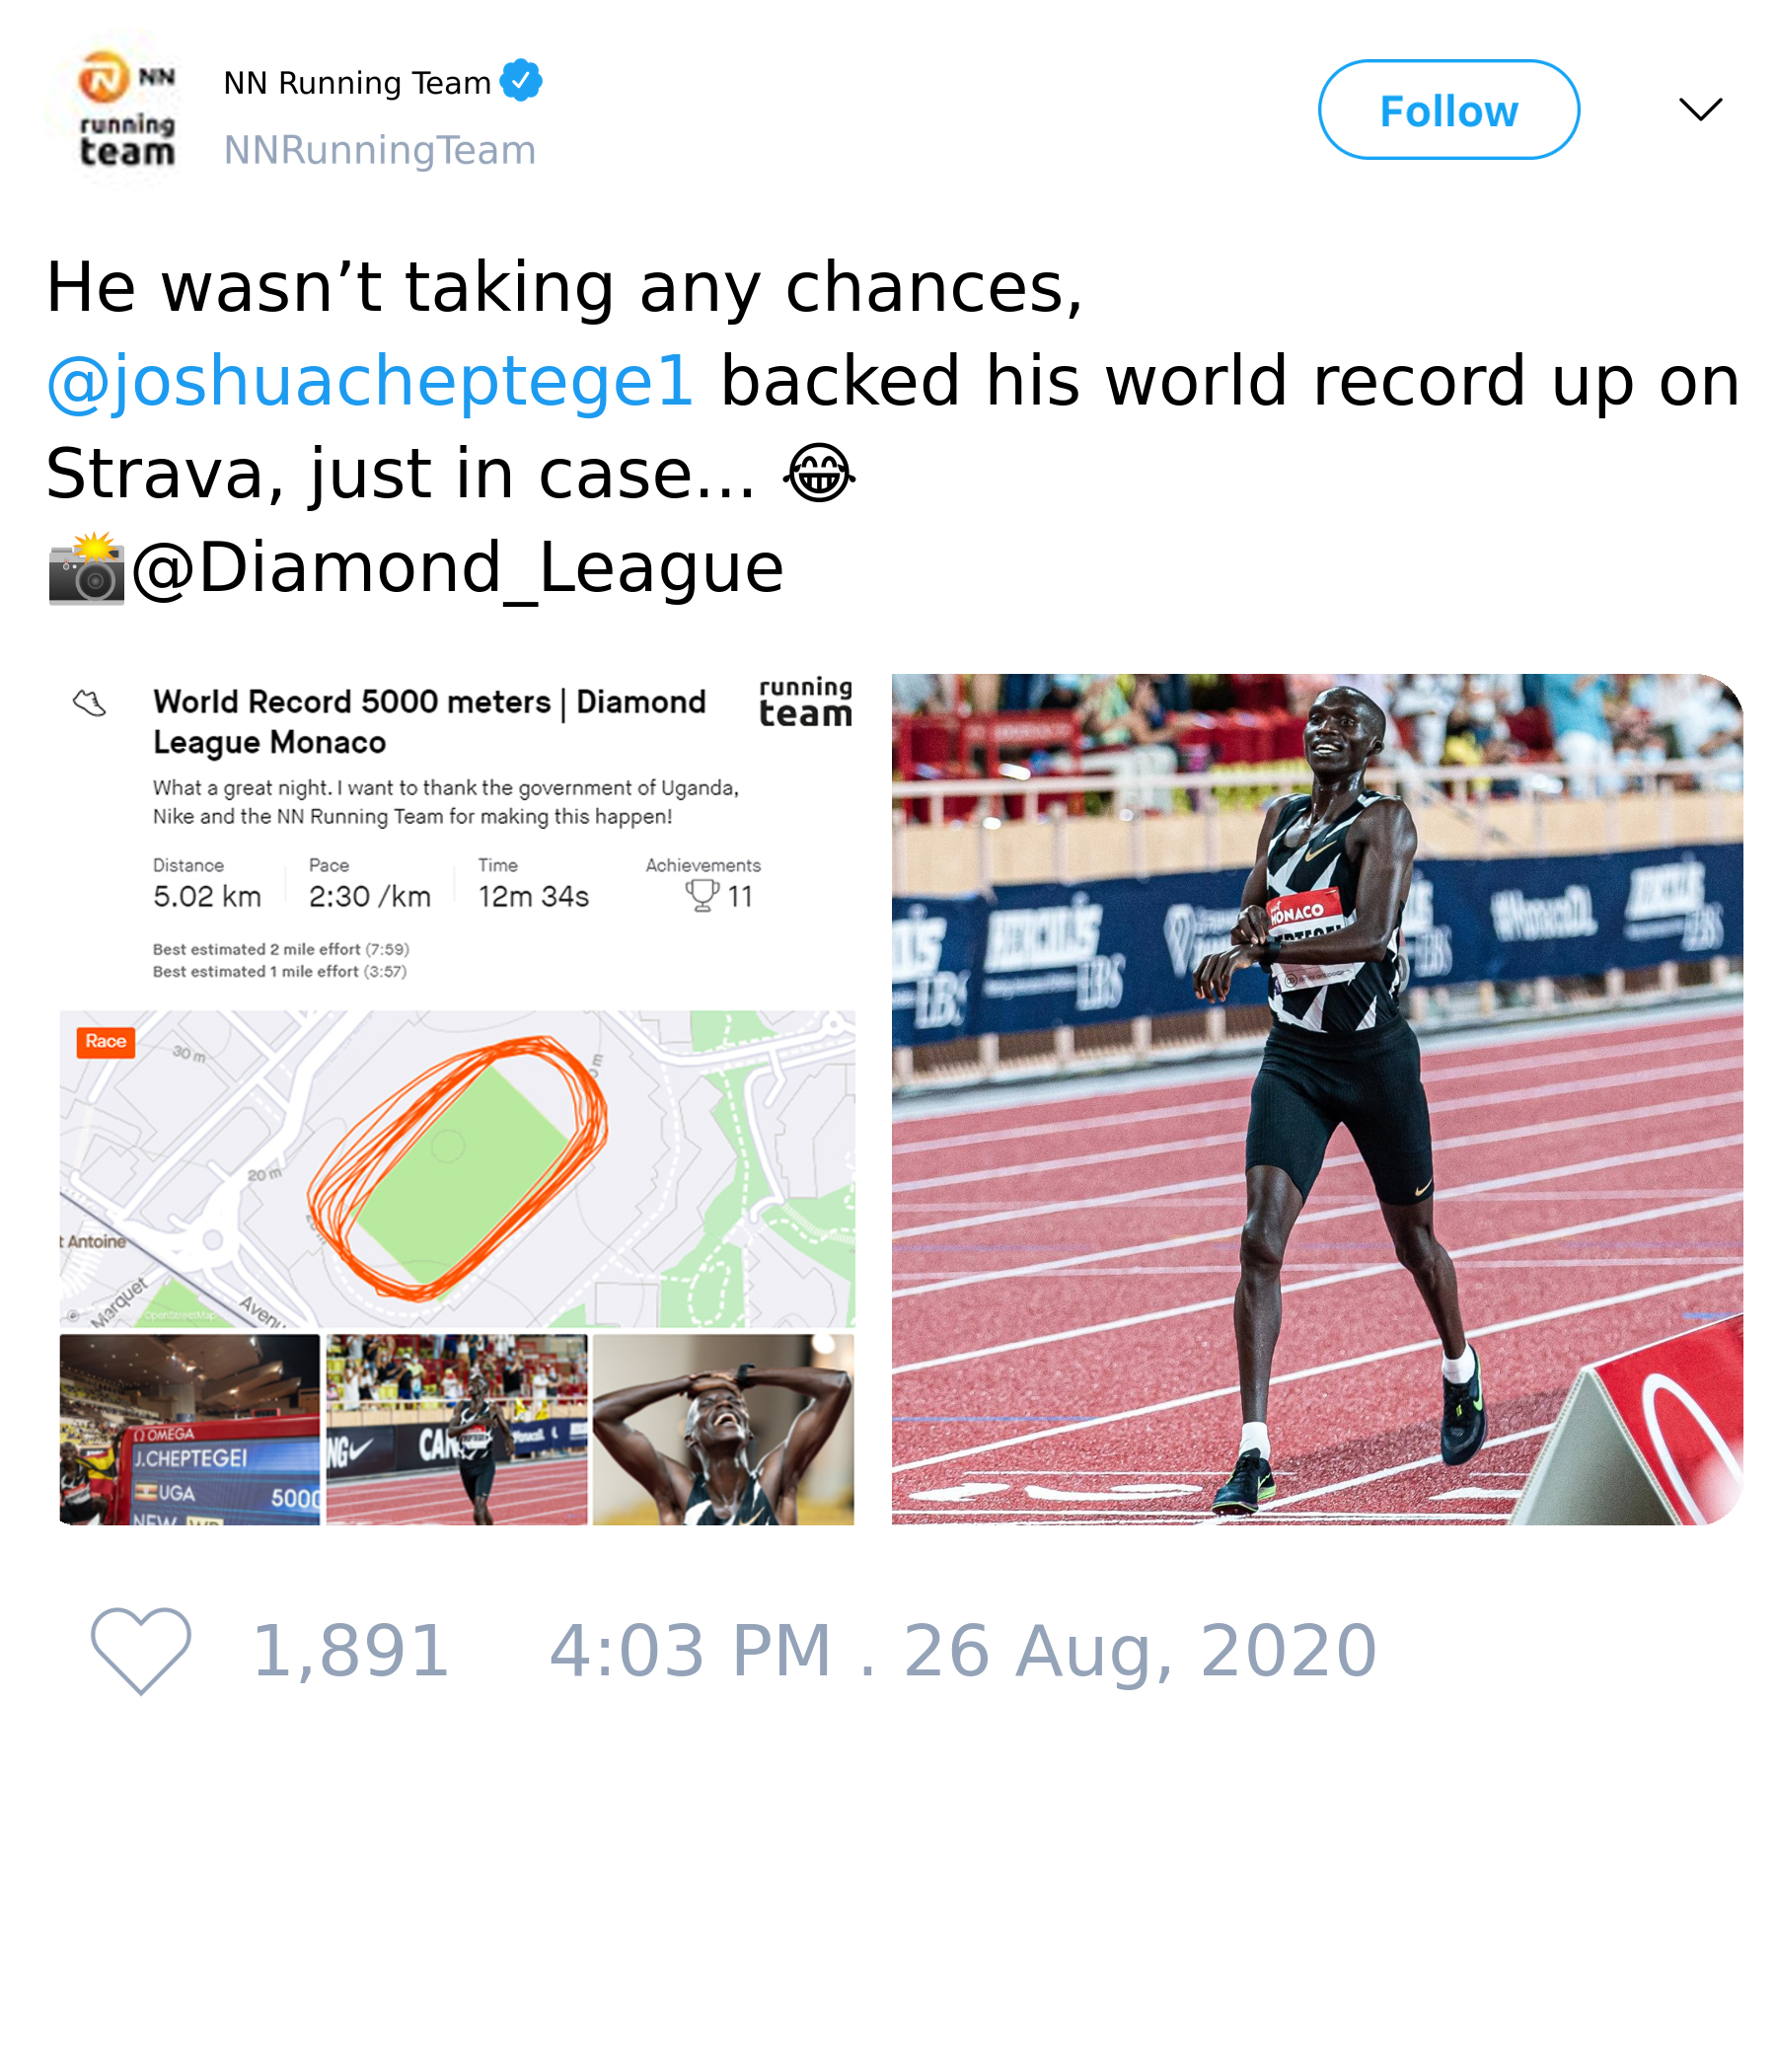 NN
running
team
NN Running Team
NNRunningTeam
Follow
He wasn’t taking any chances,
@joshuacheptege1 backed his world record up on
Strava, just in case... 😂
📸@Diamond_League
World Record 5000 meters | Diamond
League Monaco
running
team
What a great night. I want to thank the government of Uganda,
Nike and the NN Running Team for making this happen!
Distance
Pace
Time
Achievements
5.02 km
2:30 /km
12m 34s
11
Best estimated 2 mile effort (7:59)
Best estimated 1 mile effort (3:57)
Race
30 m
20 m
t Antoine
Marquet
Avenu
OpenStreetMap
OMEGA
J.CHEPTEGEI
UGA
5000
NEW WR
MONACO
1,891
4:03 PM . 26 Aug, 2020